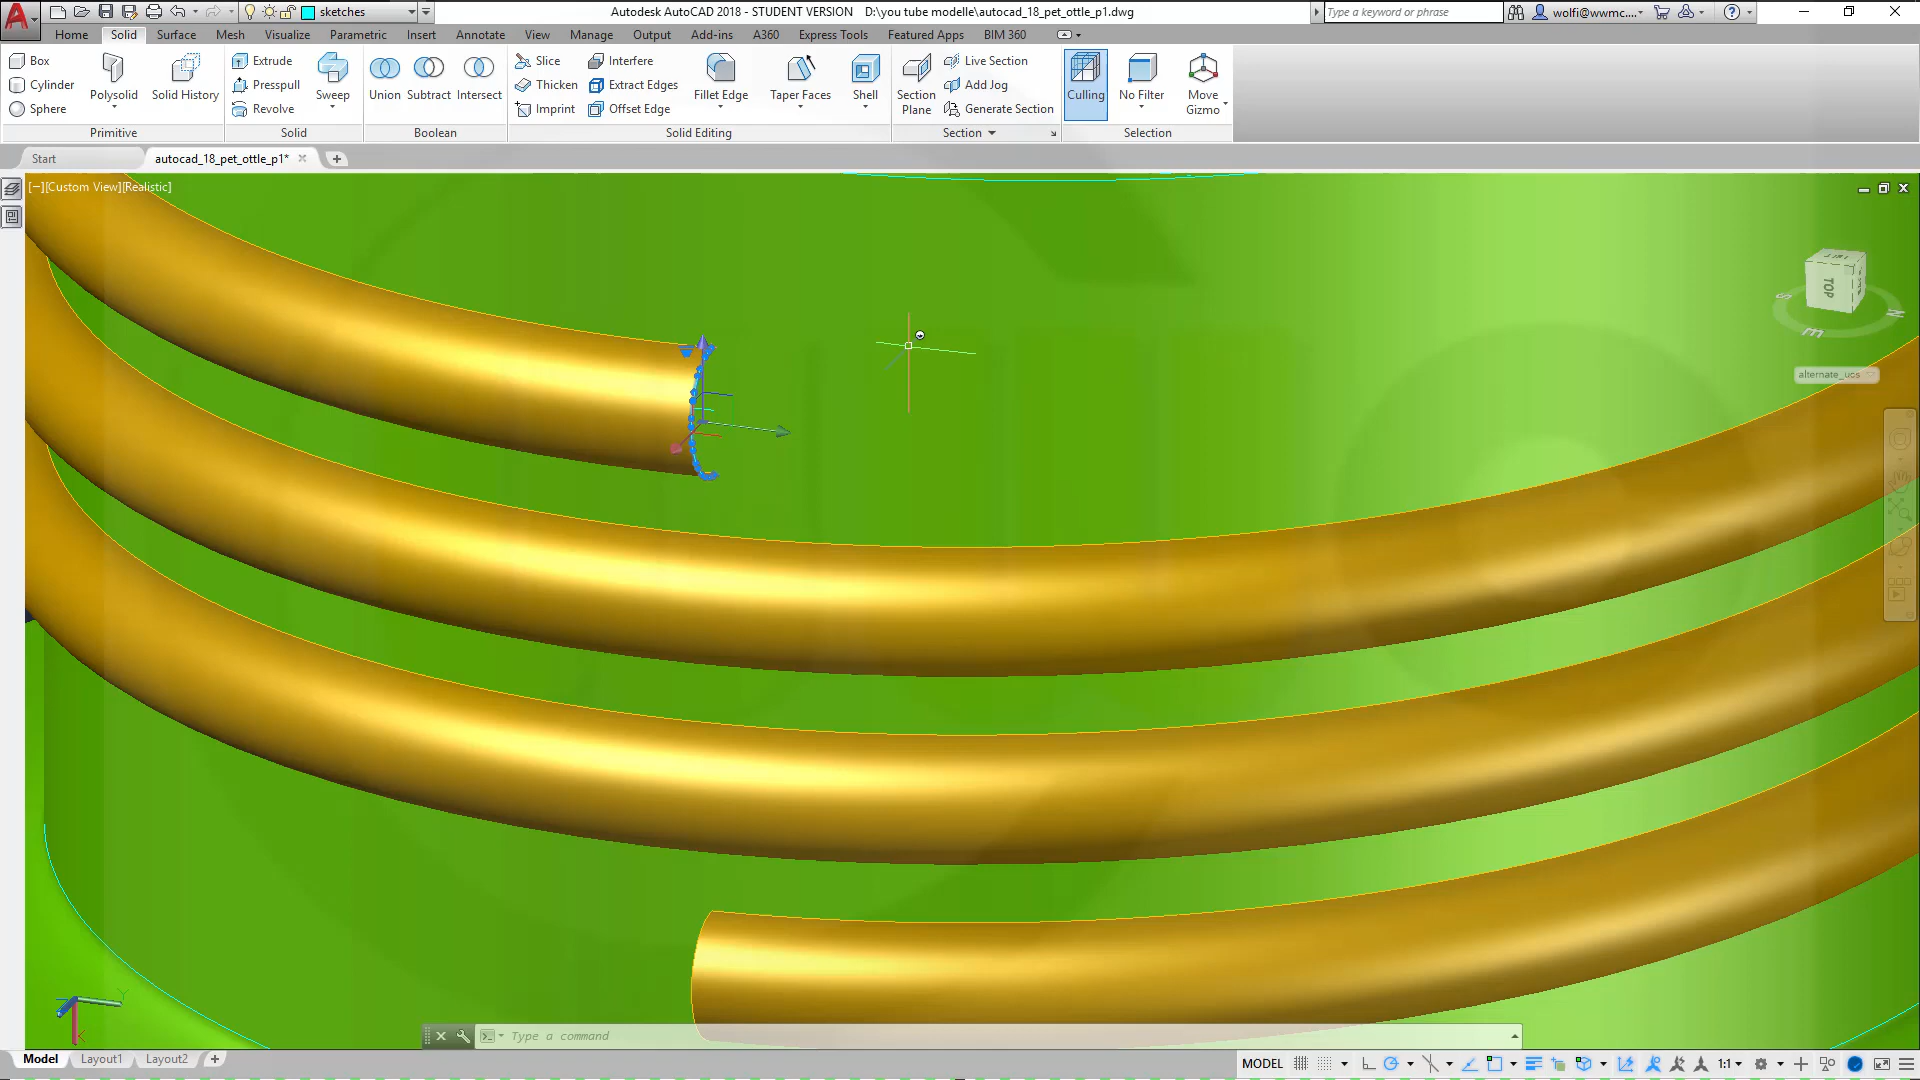 sketches
Autodesk AutoCAD 2018 - STUDENT VERSION D:\you tube modelle\autocad_18_pet_ottle_p1.dwg
Type a keyword or phrase
wolfi@wwmc....
Home Solid Surface Mesh Visualize Parametric Insert Annotate View Manage Output Add-ins A360 Express Tools Featured Apps BIM 360
Box
Cylinder
Sphere
Polysolid
Solid History
Primitive
Extrude
Presspull
Revolve
Sweep
Solid
Union
Subtract
Intersect
Boolean
Slice
Thicken
Imprint
Interfere
Extract Edges
Offset Edge
Fillet Edge
Taper Faces
Shell
Solid Editing
Section
Plane
Live Section
Add Jog
Generate Section
Section
Culling
No Filter
Move
Gizmo
Selection
Start
autocad_18_pet_ottle_p1*
[−][Custom View][Realistic]
TOP
S
N
alternate_ucs
Type a command
Model Layout1 Layout2
MODEL
1:1